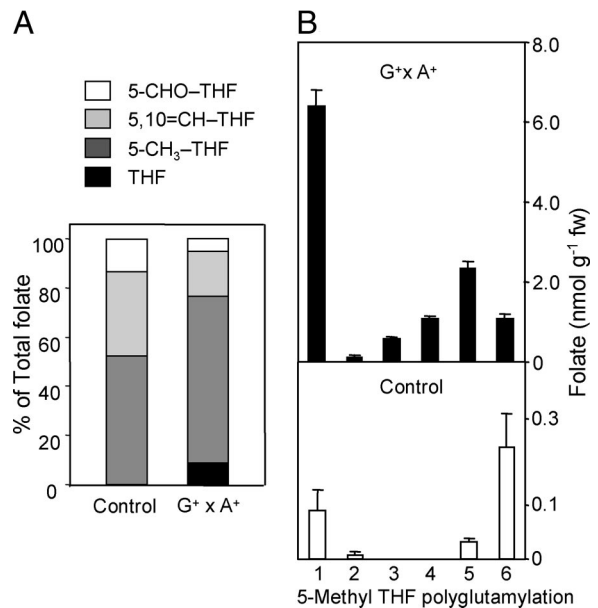 A
5-CHO–THF
5,10=CH–THF
5-CH₃–THF
THF
% of Total folate
100
80
60
40
20
0
Control
G⁺ x A⁺
B
G⁺x A⁺
8.0
6.0
4.0
2.0
0
Folate (nmol g⁻¹ fw)
Control
0.3
0.1
0
1 2 3 4 5 6
5-Methyl THF polyglutamylation